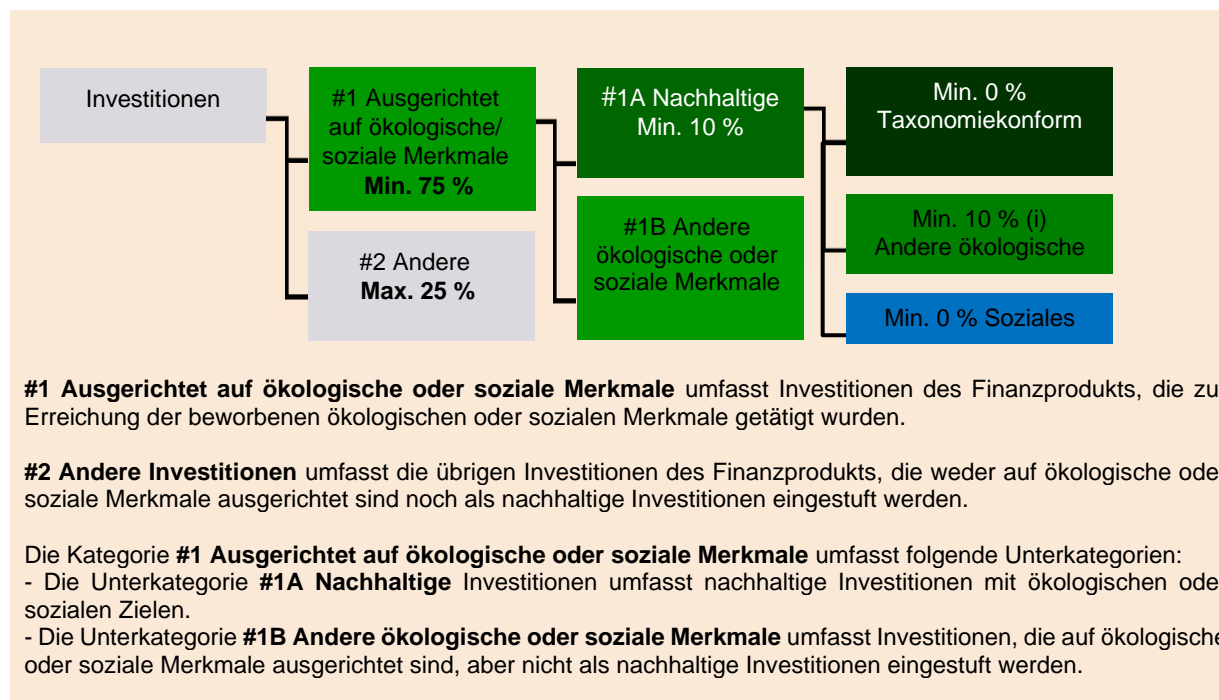 Investitionen
#1 Ausgerichtet
auf ökologische/
soziale Merkmale
Min. 75 %
#2 Andere
Max. 25 %
#1A Nachhaltige
Min. 10 %
#1B Andere
ökologische oder
soziale Merkmale
Min. 0 %
Taxonomiekonform
Min. 10 % (i)
Andere ökologische
Min. 0 % Soziales
#1 Ausgerichtet auf ökologische oder soziale Merkmale umfasst Investitionen des Finanzprodukts, die zu
Erreichung der beworbenen ökologischen oder sozialen Merkmale getätigt wurden.
#2 Andere Investitionen umfasst die übrigen Investitionen des Finanzprodukts, die weder auf ökologische ode
soziale Merkmale ausgerichtet sind noch als nachhaltige Investitionen eingestuft werden.
Die Kategorie #1 Ausgerichtet auf ökologische oder soziale Merkmale umfasst folgende Unterkategorien:
- Die Unterkategorie #1A Nachhaltige Investitionen umfasst nachhaltige Investitionen mit ökologischen ode
sozialen Zielen.
- Die Unterkategorie #1B Andere ökologische oder soziale Merkmale umfasst Investitionen, die auf ökologische
oder soziale Merkmale ausgerichtet sind, aber nicht als nachhaltige Investitionen eingestuft werden.